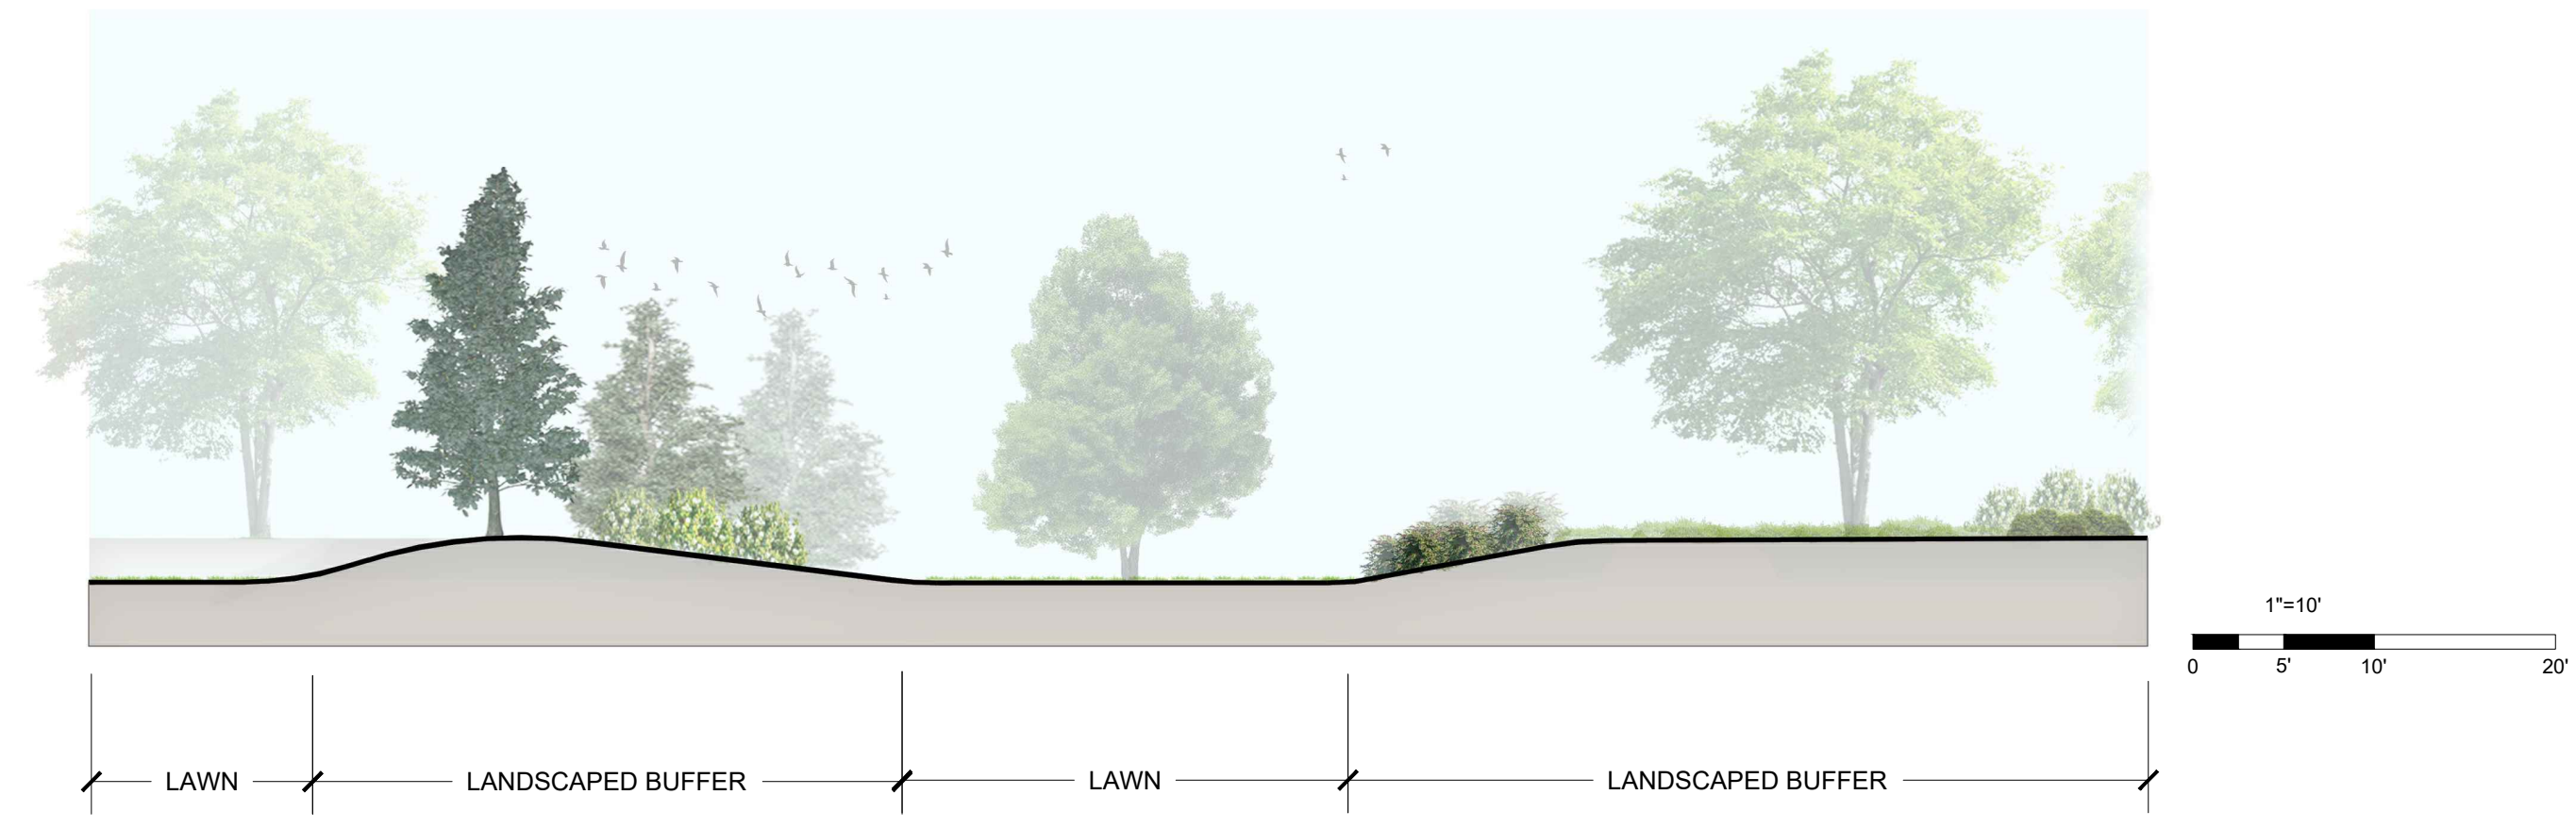 1"=10'
0 5' 10' 20'
LAWN LANDSCAPED BUFFER LAWN LANDSCAPED BUFFER